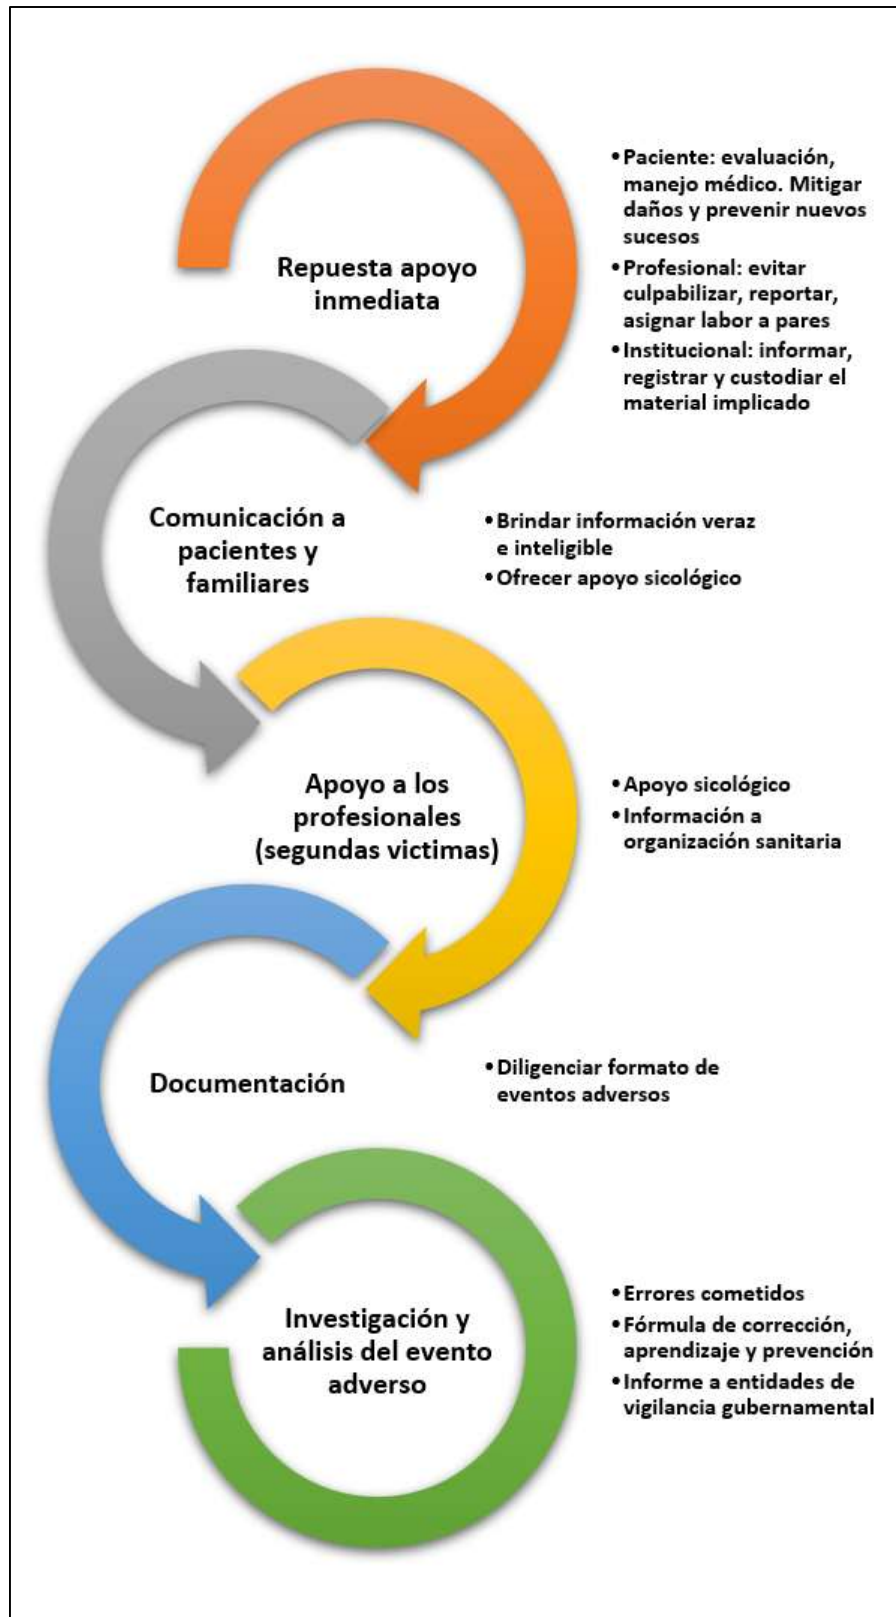 Repuesta apoyo
inmediata
•Paciente: evaluación,
manejo médico. Mitigar
daños y prevenir nuevos
sucesos
•Profesional: evitar
culpabilizar, reportar,
asignar labor a pares
•Institucional: informar,
registrar y custodiar el
material implicado
Comunicación a
pacientes y
familiares
•Brindar información veraz
e inteligible
•Ofrecer apoyo sicológico
Apoyo a los
profesionales
(segundas victimas)
•Apoyo sicológico
•Información a
organización sanitaria
Documentación
•Diligenciar formato de
eventos adversos
Investigación y
análisis del evento
adverso
•Errores cometidos
•Fórmula de corrección,
aprendizaje y prevención
•Informe a entidades de
vigilancia gubernamental